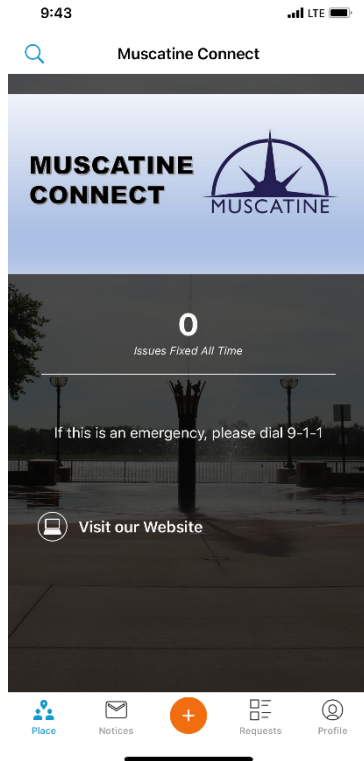 9:43
LTE
Muscatine Connect
MUSCATINE
CONNECT
MUSCATINE
0
Issues Fixed All Time
If this is an emergency, please dial 9-1-1
Visit our Website
Place
Notices
+
Requests
Profile